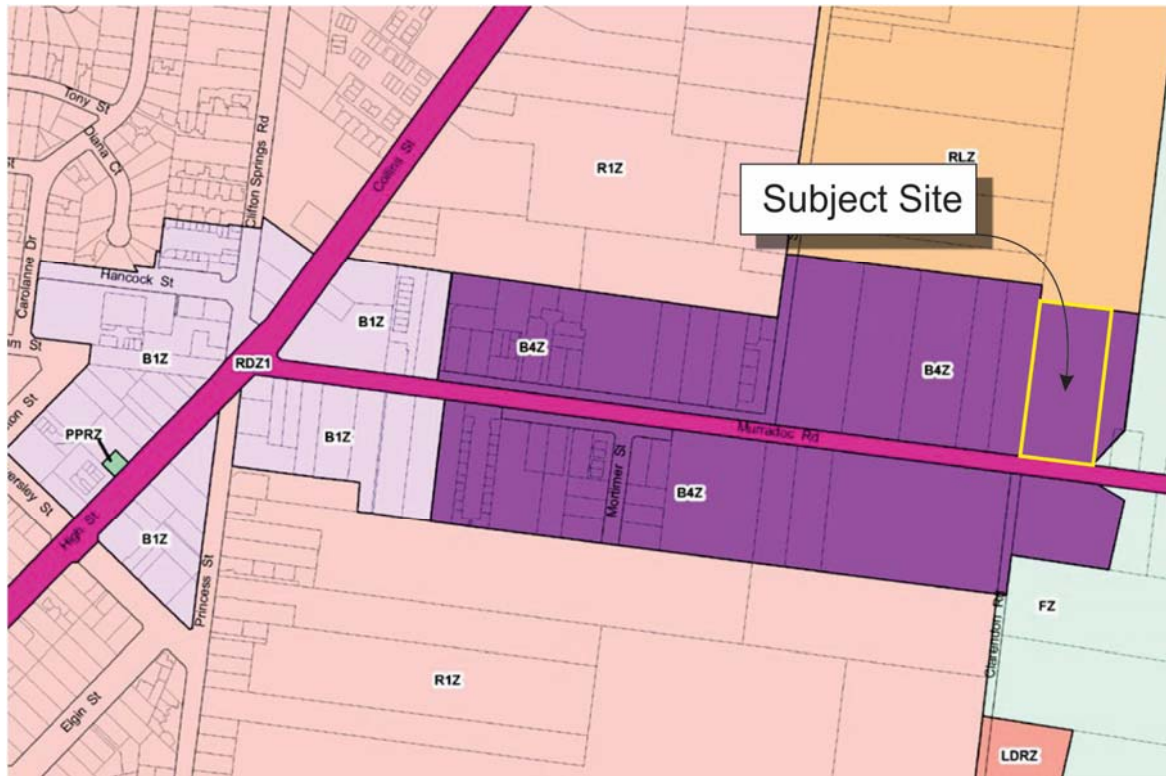 Tony St
Diana Ct
St
Clifton Springs Rd
Collins St
R1Z
RLZ
Subject Site
Carolanne Dr
Hancock St
B1Z
B4Z
B1Z
RDZ1
B4Z
Murradoc Rd
PPRZ
B1Z
Mortimer St
B4Z
High St
B1Z
Princess St
Clarendon Rd
FZ
Elgin St
R1Z
LDRZ